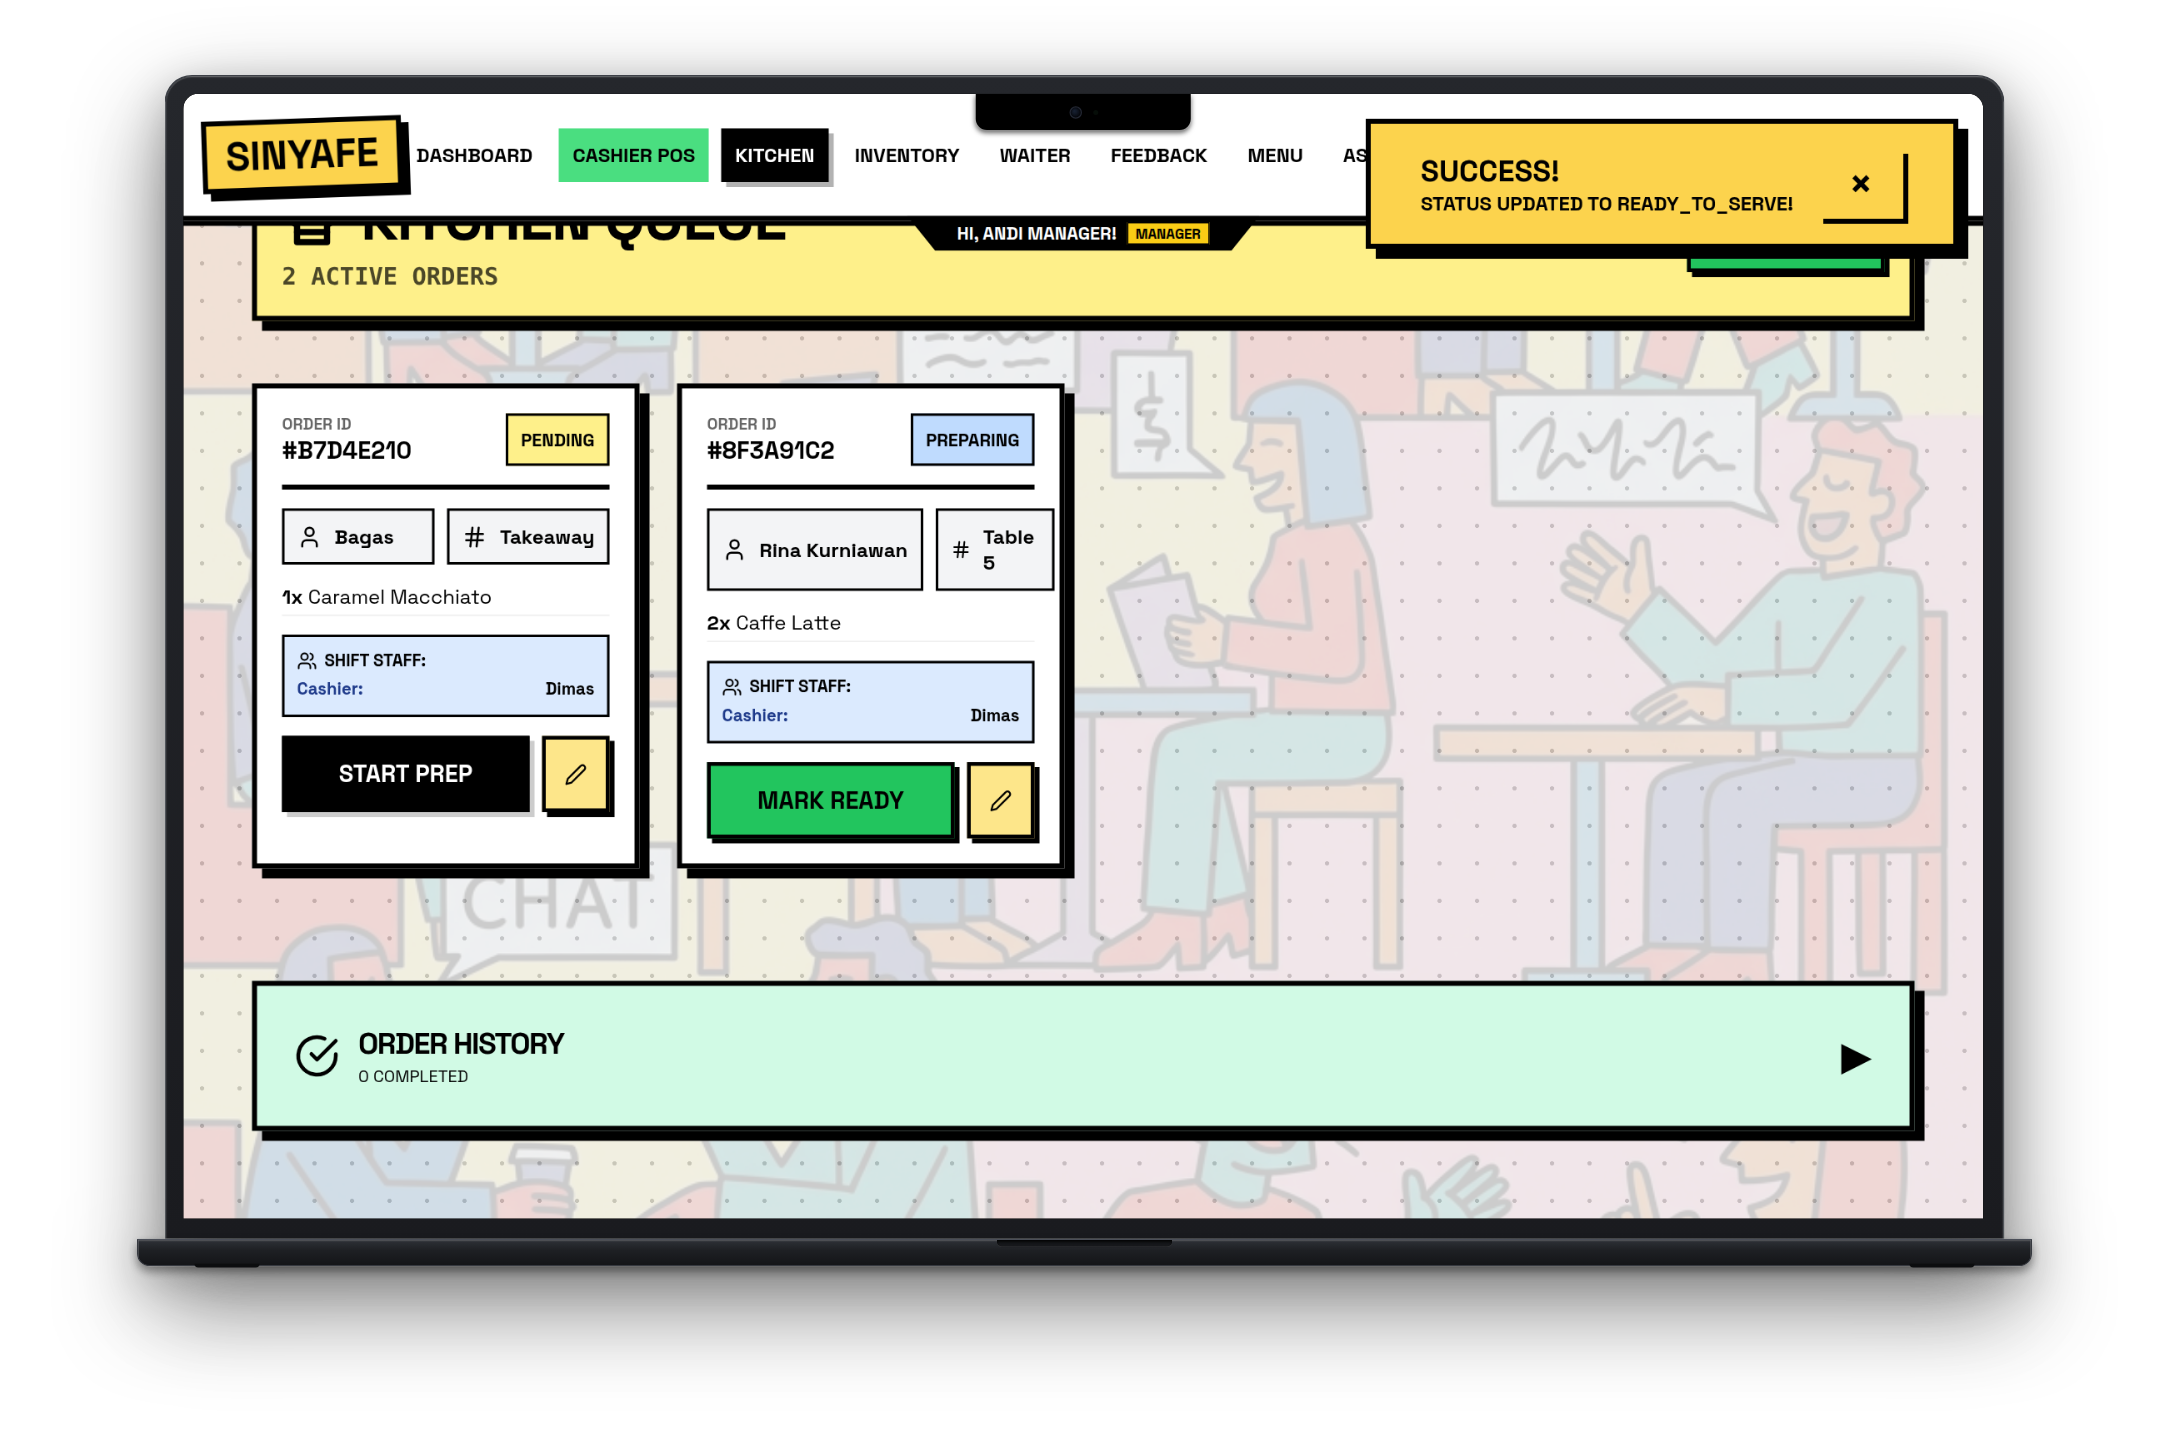 SINYAFE
DASHBOARD CASHIER POS KITCHEN INVENTORY WAITER FEEDBACK MENU AS
SUCCESS!
STATUS UPDATED TO READY_TO_SERVE!
×
KITCHEN QUEUE
HI, ANDI MANAGER! MANAGER
2 ACTIVE ORDERS
ORDER ID
#B7D4E210
PENDING
Bagas
# Takeaway
1x Caramel Macchiato
SHIFT STAFF:
Cashier: Dimas
START PREP
ORDER ID
#8F3A91C2
PREPARING
Rina Kurniawan
# Table
5
2x Caffe Latte
SHIFT STAFF:
Cashier: Dimas
MARK READY
$
CHAT
ORDER HISTORY
0 COMPLETED